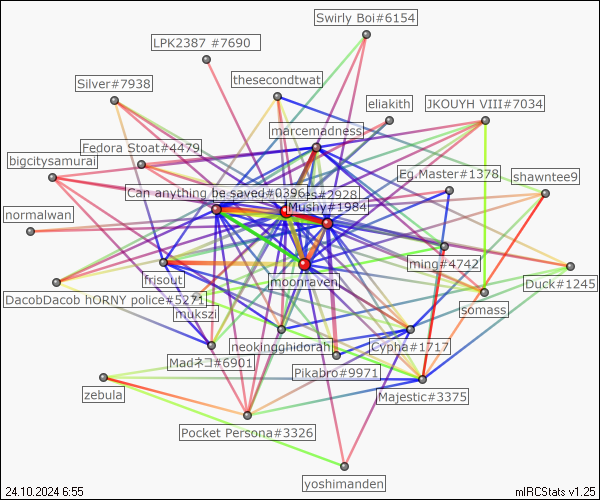 Swirly Boi#6154
LPK2387 #7690
thesecondtwat
Silver#7938
eliakith
JKOUYH VIII#7034
marcemadness
Fedora Stoat#4479
bigcitysamurai
Eg.Master#1378
shawntee9
Can anything be saved#0396
s#2928
Mushy#1984
normalwan
ming#4742
frjsout
moonraven
Duck#1245
DacobDacob hORNY police#5271
mukszi
somass
neokingghidorah
Cypha#1717
Madネコ#6901
Pikabro#9971
zebula
Majestic#3375
Pocket Persona#3326
yoshimanden
24.10.2024 6:55
mIRCStats v1.25